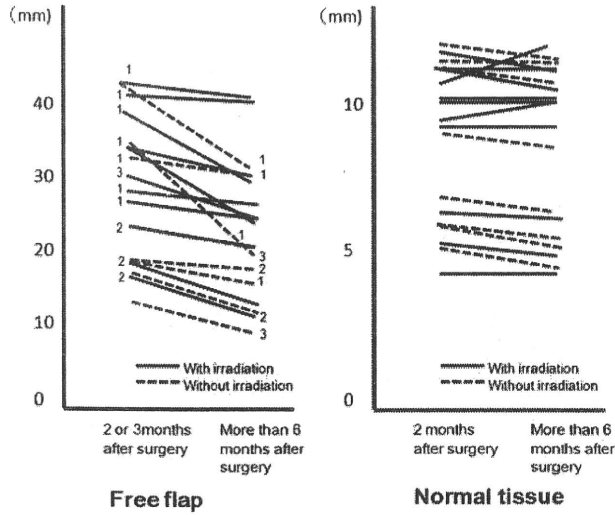 (mm)
40
30
20
10
0
1
1
1
1
1
3
1
1
2
2
2
1
1
1
3
2
1
2
3
With irradiation
Without irradiation
2 or 3months
after surgery
More than 6
months after
surgery
Free flap
(mm)
10
5
0
With irradiation
Without irradiation
2 months
after surgery
More than 6
months after
surgery
Normal tissue